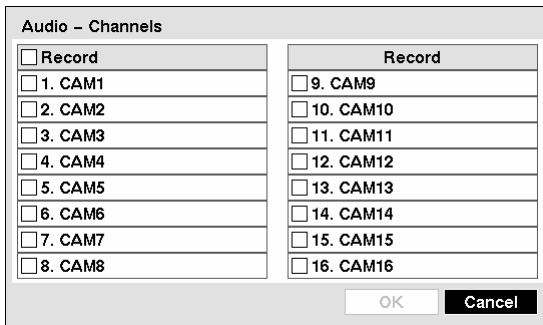 Audio – Channels
Record
1. CAM1
2. CAM2
3. CAM3
4. CAM4
5. CAM5
6. CAM6
7. CAM7
8. CAM8
Record
9. CAM9
10. CAM10
11. CAM11
12. CAM12
13. CAM13
14. CAM14
15. CAM15
16. CAM16
OK Cancel